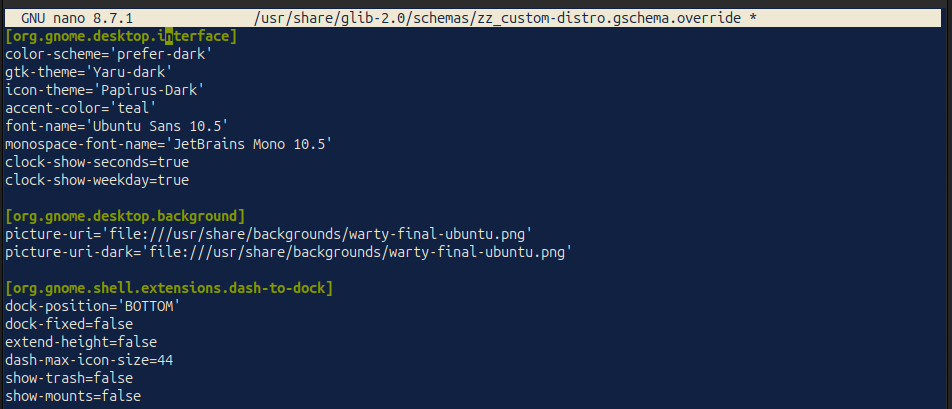 GNU nano 8.7.1 /usr/share/glib-2.0/schemas/zz_custom-distro.gschema.override *
[org.gnome.desktop.interface]
color-scheme='prefer-dark'
gtk-theme='Yaru-dark'
icon-theme='Papirus-Dark'
accent-color='teal'
font-name='Ubuntu Sans 10.5'
monospace-font-name='JetBrains Mono 10.5'
clock-show-seconds=true
clock-show-weekday=true
[org.gnome.desktop.background]
picture-uri='file:///usr/share/backgrounds/warty-final-ubuntu.png'
picture-uri-dark='file:///usr/share/backgrounds/warty-final-ubuntu.png'
[org.gnome.shell.extensions.dash-to-dock]
dock-position='BOTTOM'
dock-fixed=false
extend-height=false
dash-max-icon-size=44
show-trash=false
show-mounts=false